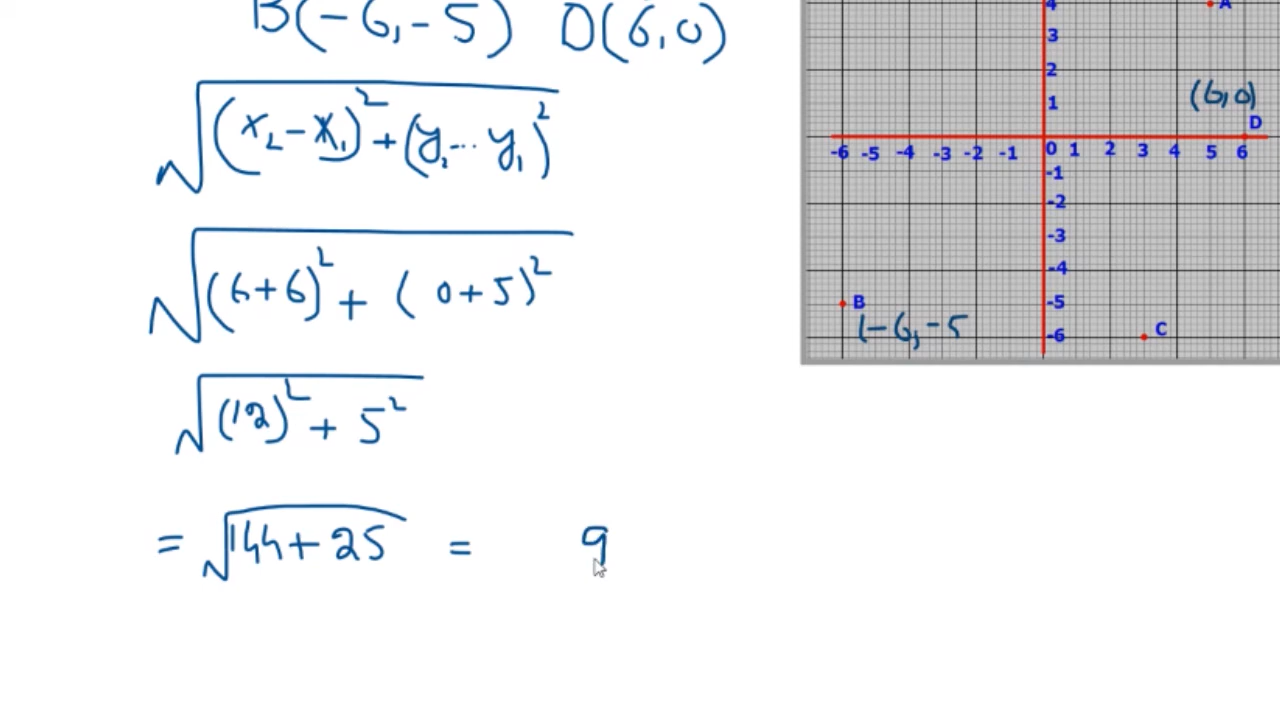 B(-6,-5) D(6,0)
√((x₂-x₁)²+(y₂-y₁)²)
√((6+6)²+(0+5)²)
√((12)²+5²)
=√(144+25) = 9
4 A
3
2
1 (6,0)
D
-6 -5 -4 -3 -2 -1 0 1 2 3 4 5 6
-1
-2
-3
-4
B -5
(-6,-5
-6 C